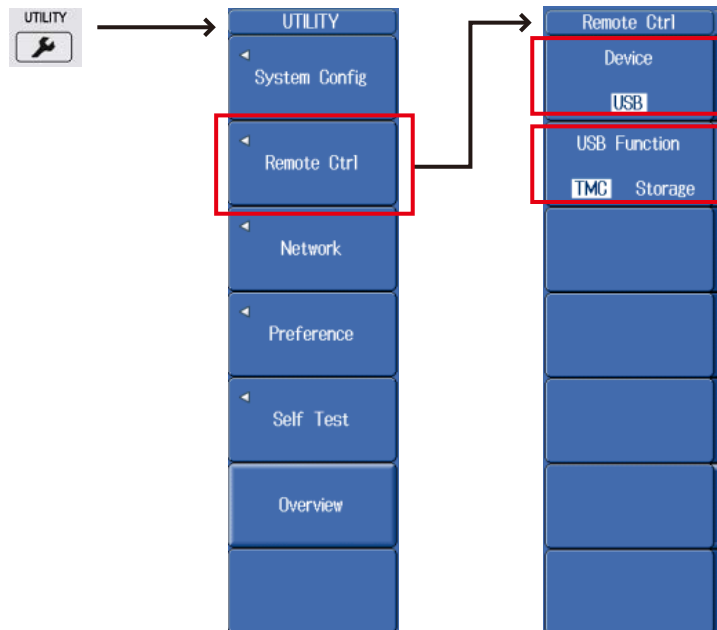 UTILITY
UTILITY
System Config
Remote Ctrl
Network
Preference
Self Test
Overview
Remote Ctrl
Device
USB
USB Function
TMC Storage